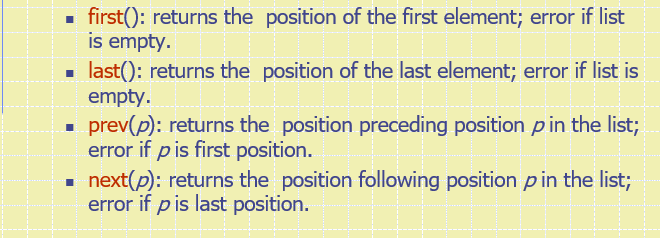 ▪ first(): returns the position of the first element; error if list
is empty.
▪ last(): returns the position of the last element; error if list is
empty.
▪ prev(p): returns the position preceding position p in the list;
error if p is first position.
▪ next(p): returns the position following position p in the list;
error if p is last position.